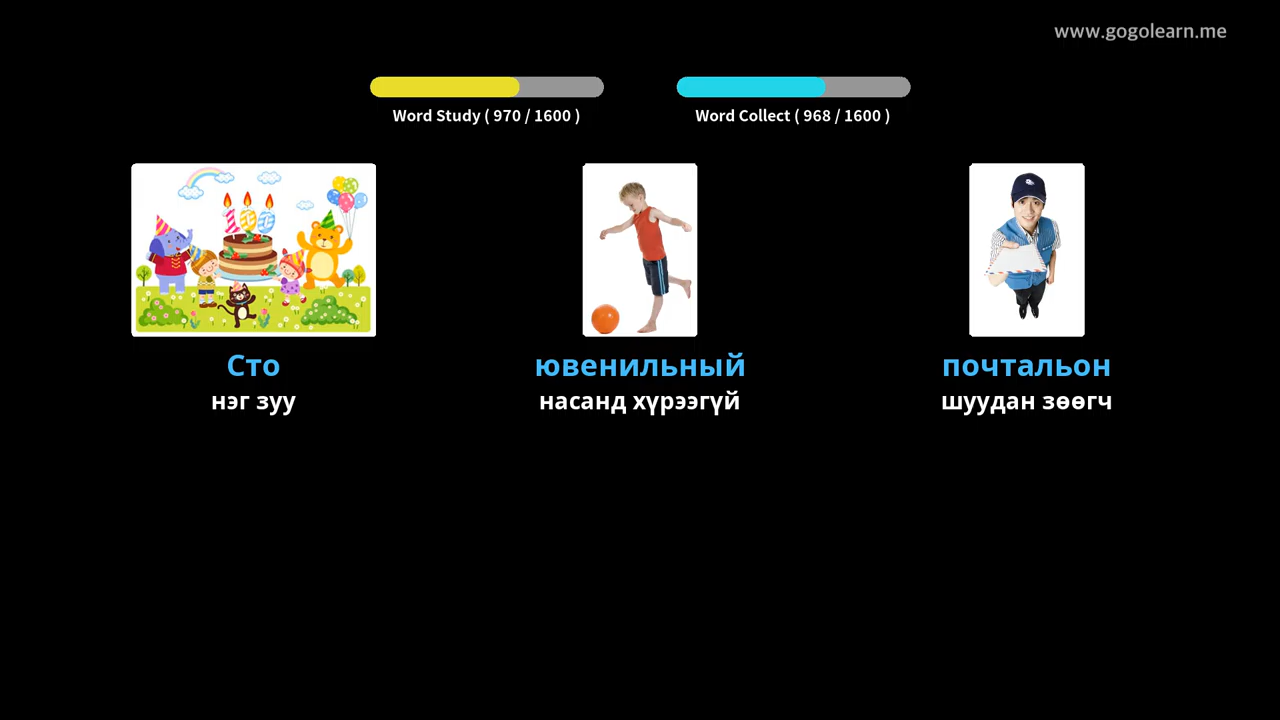 www.gogolearn.me
Word Study ( 970 / 1600 )
Word Collect ( 968 / 1600 )
100
Сто
нэг зуу
ювенильный
насанд хүрээгүй
почтальон
шуудан зөөгч